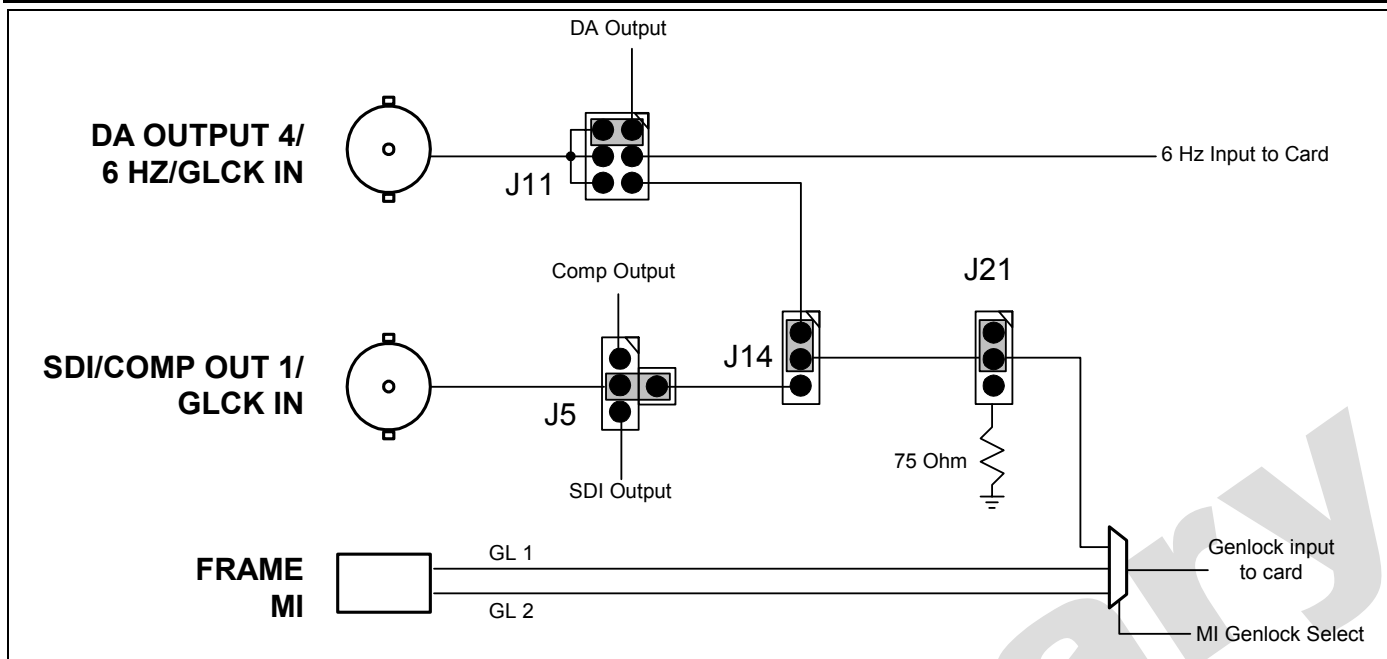 DA Output
DA OUTPUT 4/
6 HZ/GLCK IN
J11
6 Hz Input to Card
Comp Output
J21
SDI/COMP OUT 1/
GLCK IN
J14
J5
75 Ohm
SDI Output
FRAME
MI
GL 1
GL 2
Genlock input
to card
MI Genlock Select
ry